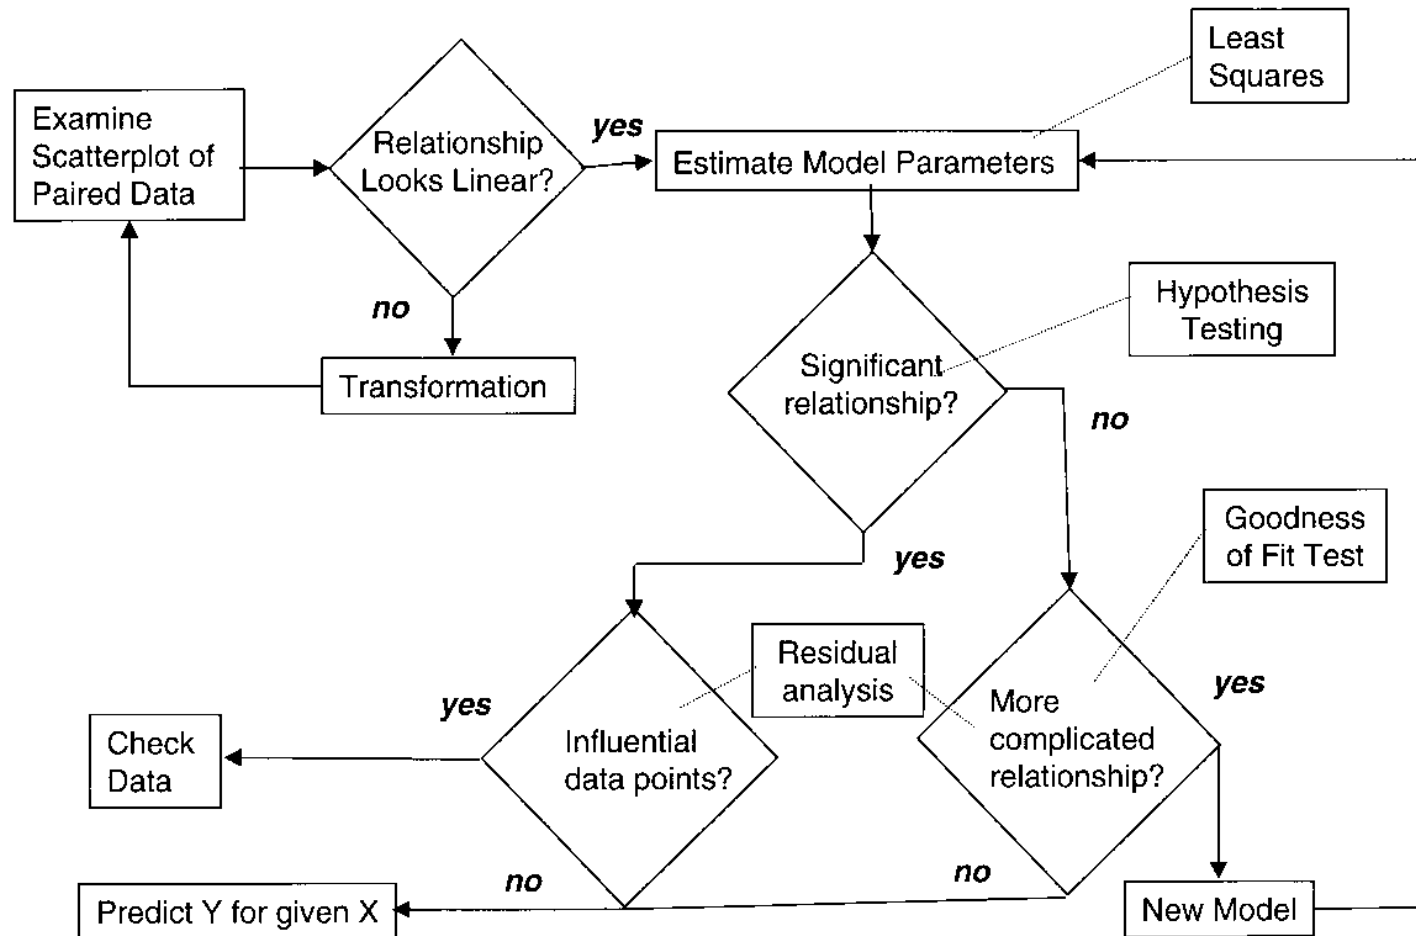 Least
Squares
Examine
Scatterplot of
Paired Data
Relationship
Looks Linear?
yes
Estimate Model Parameters
no
Transformation
Hypothesis
Testing
Significant
relationship?
no
yes
Goodness
of Fit Test
Residual
analysis
yes
Check
Data
Influential
data points?
More
complicated
relationship?
yes
no
no
Predict Y for given X
New Model